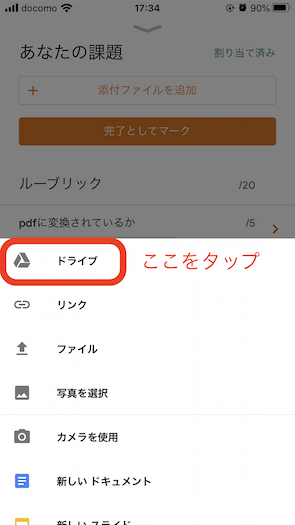 docomo 17:34 90%
あなたの課題 割り当て済み
+ 添付ファイルを追加
完了としてマーク
ルーブリック /20
pdfに変換されているか /5
ドライブ ここをタップ
リンク
ファイル
写真を選択
カメラを使用
新しい ドキュメント
新しい スライド